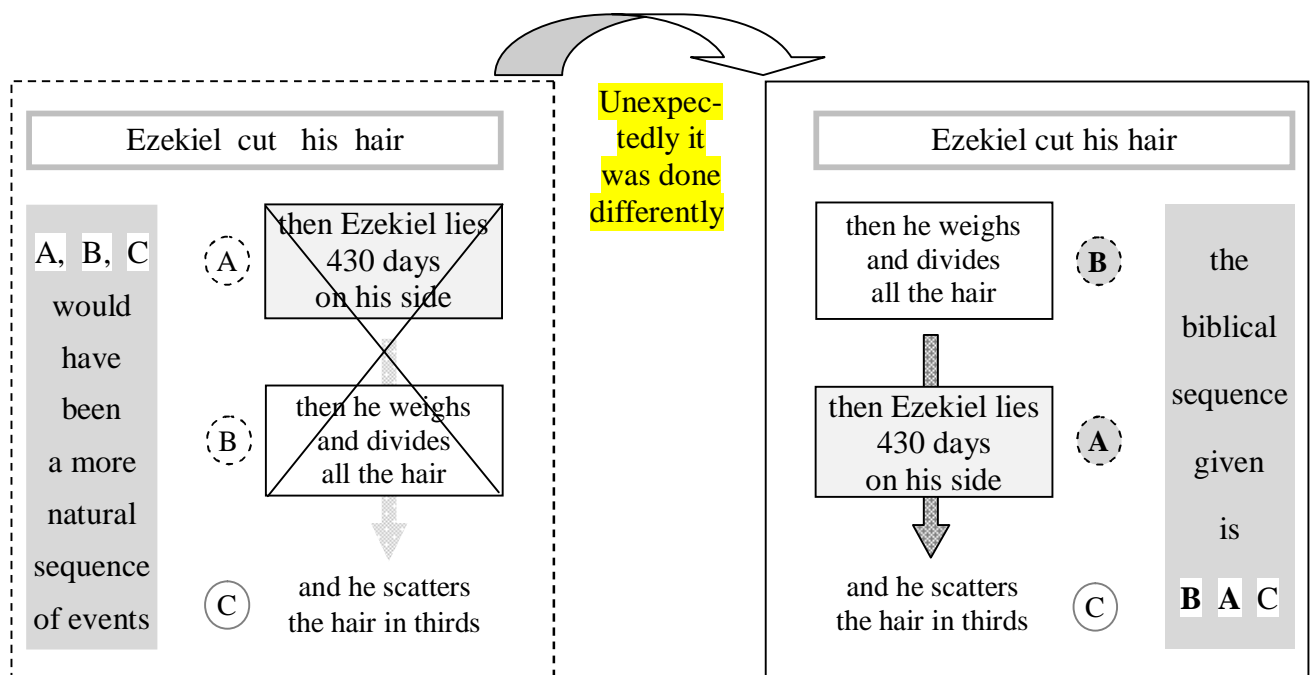 Ezekiel cut his hair
A, B, C
would
have
been
a more
natural
sequence
of events
A
then Ezekiel lies
430 days
on his side
B
then he weighs
and divides
all the hair
C
and he scatters
the hair in thirds
Unexpec-
tedly it
was done
differently
Ezekiel cut his hair
then he weighs
and divides
all the hair
B
then Ezekiel lies
430 days
on his side
A
and he scatters
the hair in thirds
C
the
biblical
sequence
given
is
B A C